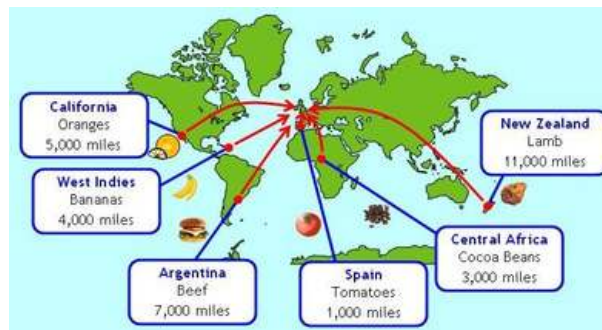 California
Oranges
5,000 miles
West Indies
Bananas
4,000 miles
Argentina
Beef
7,000 miles
Spain
Tomatoes
1,000 miles
Central Africa
Cocoa Beans
3,000 miles
New Zealand
Lamb
11,000 miles